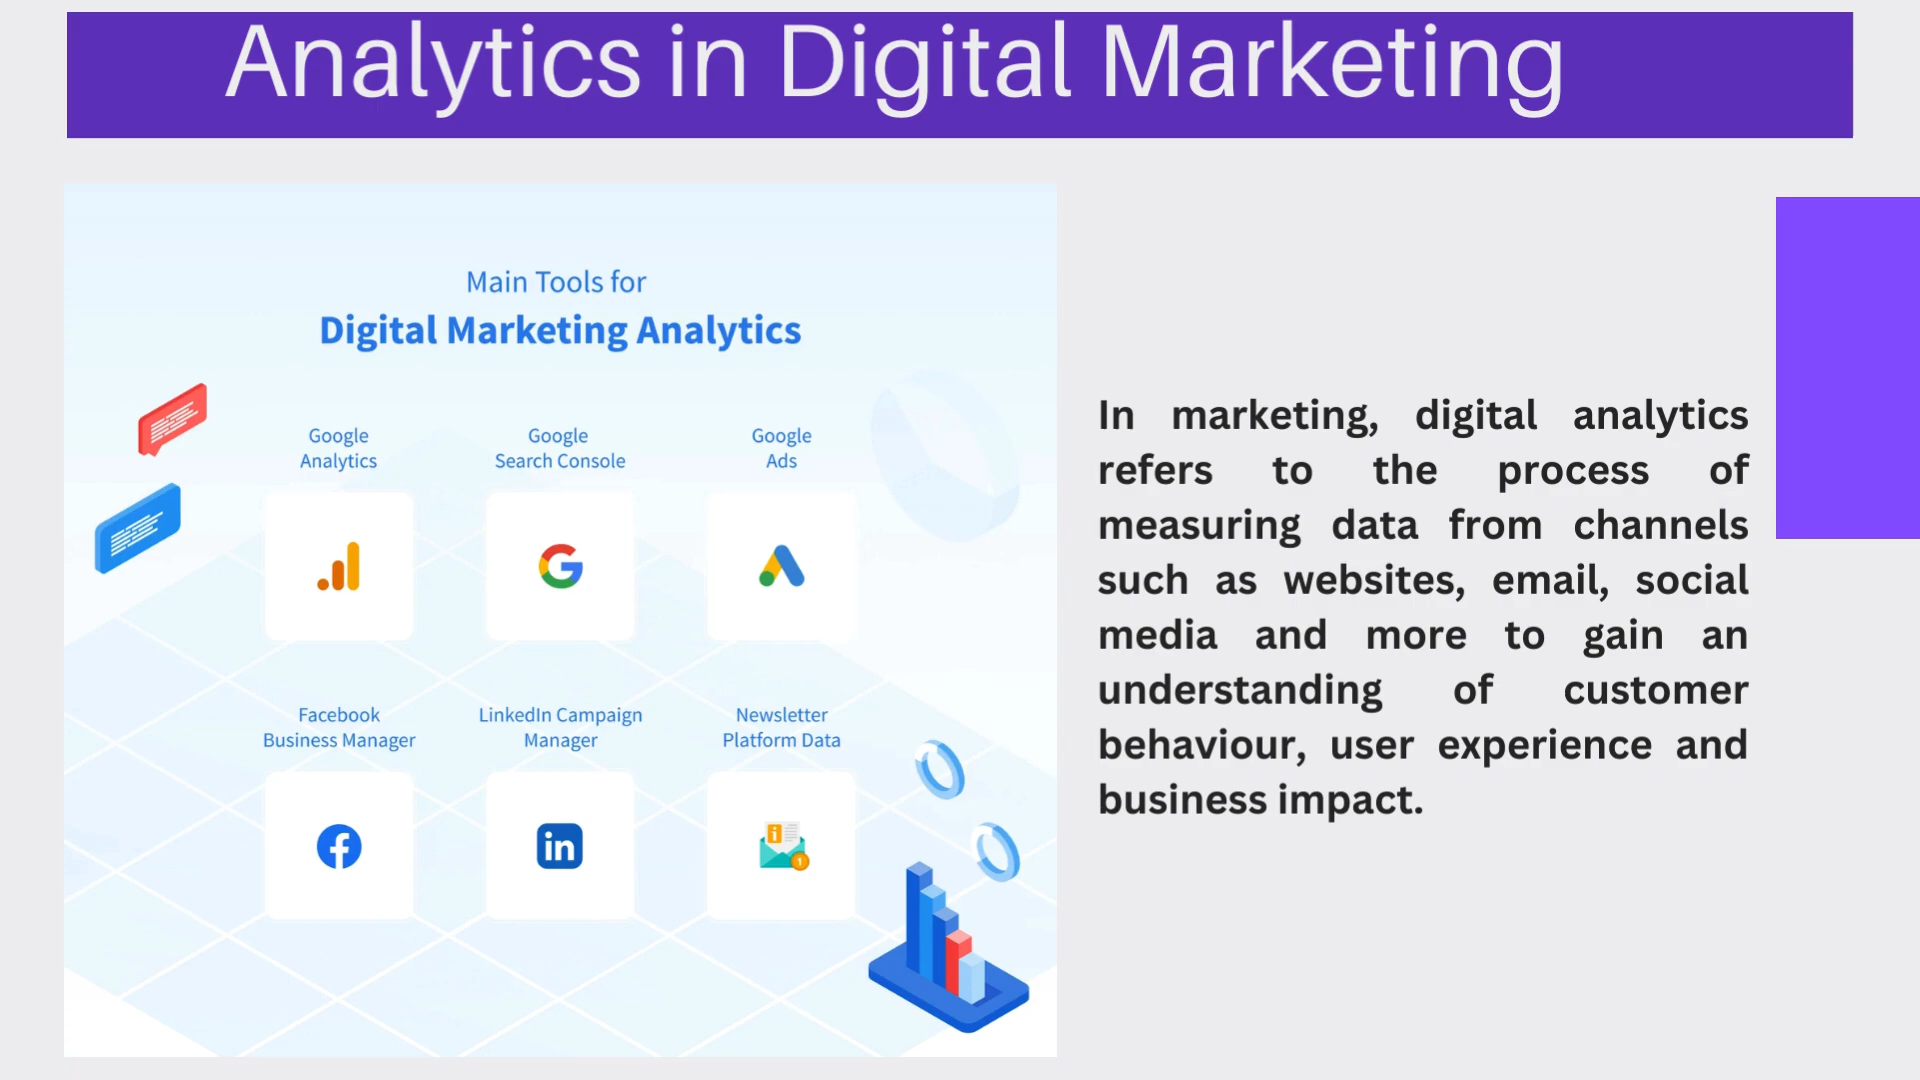 Analytics in Digital Marketing
Main Tools for
Digital Marketing Analytics
Google
Analytics
Google
Search Console
Google
Ads
Facebook
Business Manager
LinkedIn Campaign
Manager
Newsletter
Platform Data
in
i
1
In marketing, digital analytics
refers to the process of
measuring data from channels
such as websites, email, social
media and more to gain an
understanding of customer
behaviour, user experience and
business impact.